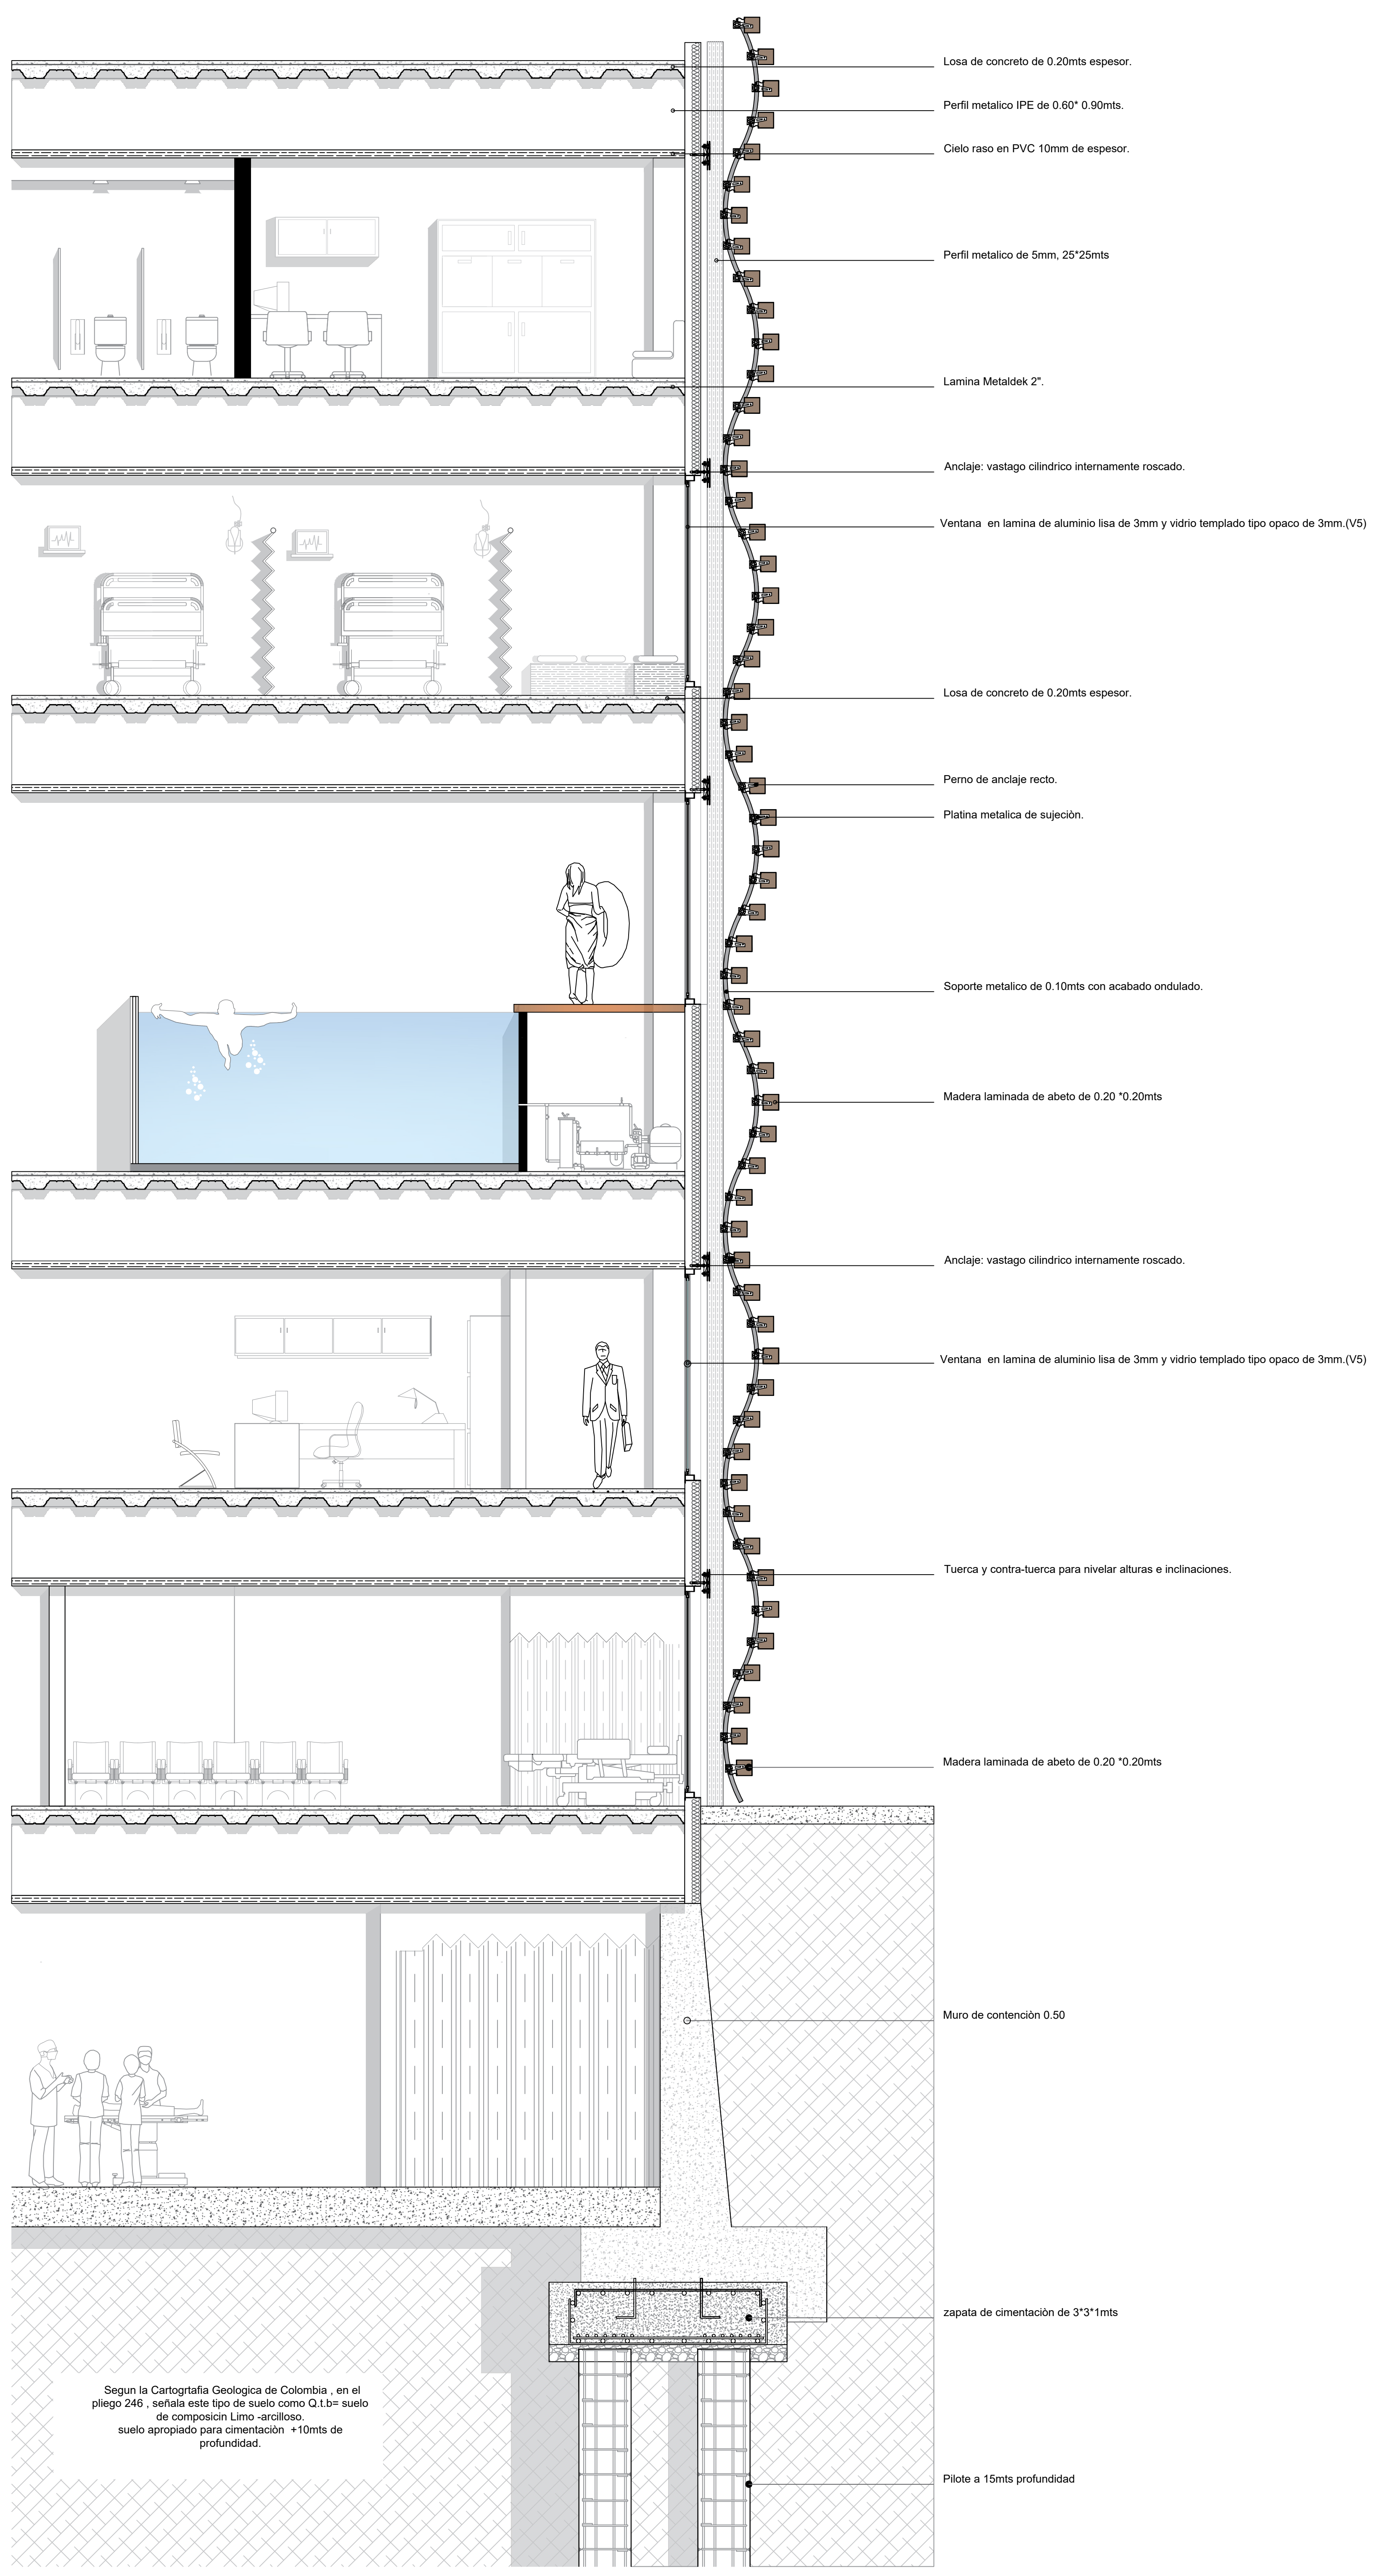 Losa de concreto de 0.20mts espesor.
Perfil metalico IPE de 0.60* 0.90mts.
Cielo raso en PVC 10mm de espesor.
Perfil metalico de 5mm, 25*25mts
Lamina Metaldek 2".
Anclaje: vastago cilindrico internamente roscado.
Ventana en lamina de aluminio lisa de 3mm y vidrio templado tipo opaco de 3mm.(V5)
Losa de concreto de 0.20mts espesor.
Perno de anclaje recto.
Platina metalica de sujeciòn.
Soporte metalico de 0.10mts con acabado ondulado.
Madera laminada de abeto de 0.20 *0.20mts
Anclaje: vastago cilindrico internamente roscado.
Ventana en lamina de aluminio lisa de 3mm y vidrio templado tipo opaco de 3mm.(V5)
Tuerca y contra-tuerca para nivelar alturas e inclinaciones.
Madera laminada de abeto de 0.20 *0.20mts
Muro de contenciòn 0.50
zapata de cimentaciòn de 3*3*1mts
Segun la Cartogrtafia Geologica de Colombia , en el
pliego 246 , señala este tipo de suelo como Q.t.b= suelo
de composicin Limo -arcilloso.
suelo apropiado para cimentaciòn +10mts de
profundidad.
Pilote a 15mts profundidad